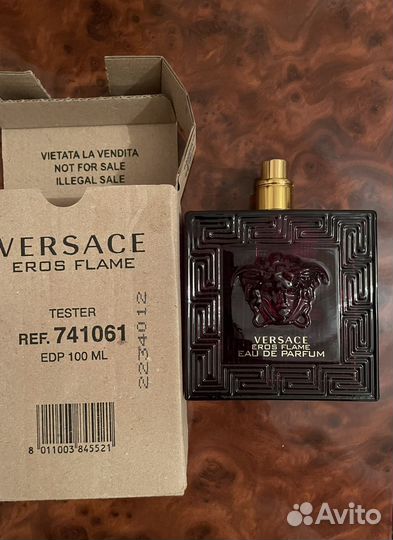 VIETATA LA VENDITA
NOT FOR SALE
ILLEGAL SALE
VERSACE
EROS FLAME
TESTER
REF. 741061
EDP 100 ML
2234012
8 011003 845521
VERSACE
EROS FLAME
EAU DE PARFUM
Avito